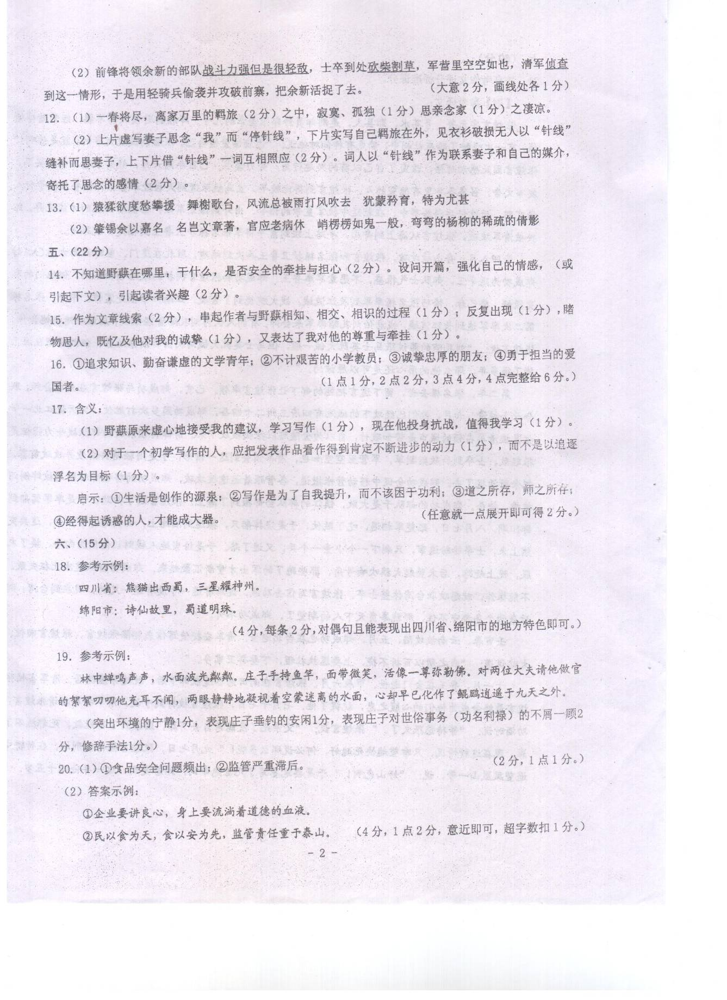 （2）前锋将领余新的部队战斗力强但是很轻敌，士卒到处砍柴割草，军营里空空如也，清军侦查
到这一情形，于是用轻骑兵偷袭并攻破前寨，把余新活捉了去。（大意2分，画线处各1分）
12.（1）一春将尽，离家万里的羁旅（2分）之中，寂寞、孤独（1分）思亲念家（1分）之凄凉。
（2）上片虚写妻子思念“我”而“停针线”，下片实写自己羁旅在外，见衣衫破损无人以“针线”
缝补而思妻子，上下片借“针线”一词互相照应（2分）。词人以“针线”作为联系妻子和自己的媒介，
寄托了思念的感情（2分）。
13.（1）猿猱欲度愁攀援　舞榭歌台，风流总被雨打风吹去　犹蒙矜育，特为尤甚
（2）肇锡余以嘉名　名岂文章著，官应老病休　峭楞楞如鬼一般，弯弯的杨柳的稀疏的倩影
五、（22分）
14. 不知道野蕻在哪里，干什么，是否安全的牵挂与担心（2分）。设问开篇，强化自己的情感，（或
引起下文），引起读者兴趣（2分）。
15. 作为文章线索（2分），串起作者与野蕻相知、相交、相识的过程（1分）；反复出现（1分），睹
物思人，既忆及他对我的诚挚（1分），又表达了我对他的尊重与牵挂（1分）。
16. ①追求知识、勤奋谦虚的文学青年；②不计艰苦的小学教员；③诚挚忠厚的朋友；④勇于担当的爱
国者。（1点1分，2点2分，3点4分，4点完整给6分。）
17. 含义：
（1）野蕻原来虚心地接受我的建议，学习写作（1分），现在他投身抗战，值得我学习（1分）。
（2）对于一个初学写作的人，应把发表作品看作得到肯定不断进步的动力（1分），而不是以追逐
浮名为目标（1分）。
启示：①生活是创作的源泉；②写作是为了自我提升，而不该困于功利；③道之所存，师之所存；
④经得起诱惑的人，才能成大器。（任意就一点展开即可得2分。）
六、（15分）
18. 参考示例：
四川省：熊猫出西蜀，三星耀神州。
绵阳市：诗仙故里，蜀道明珠。
（4分，每条2分，对偶句且能表现出四川省、绵阳市的地方特色即可。）
19. 参考示例：
林中蝉鸣声声，水面波光粼粼。庄子手持鱼竿，面带微笑，活像一尊弥勒佛。对两位大夫请他做官
的絮絮叨叨他充耳不闻，两眼静静地凝视着空蒙迷离的水面，心却早已化作了鲲鹏逍遥于九天之外。
（突出环境的宁静1分，表现庄子垂钓的安闲1分，表现庄子对世俗事务（功名利禄）的不屑一顾2
分，修辞手法1分。）
20.（1）①食品安全问题频出；②监管严重滞后。（2分，1点1分。）
（2）答案示例：
①企业要讲良心，身上要流淌着道德的血液。
②民以食为天，食以安为先，监管责任重于泰山。（4分，1点2分，意近即可，超字数扣1分。）
- 2 -